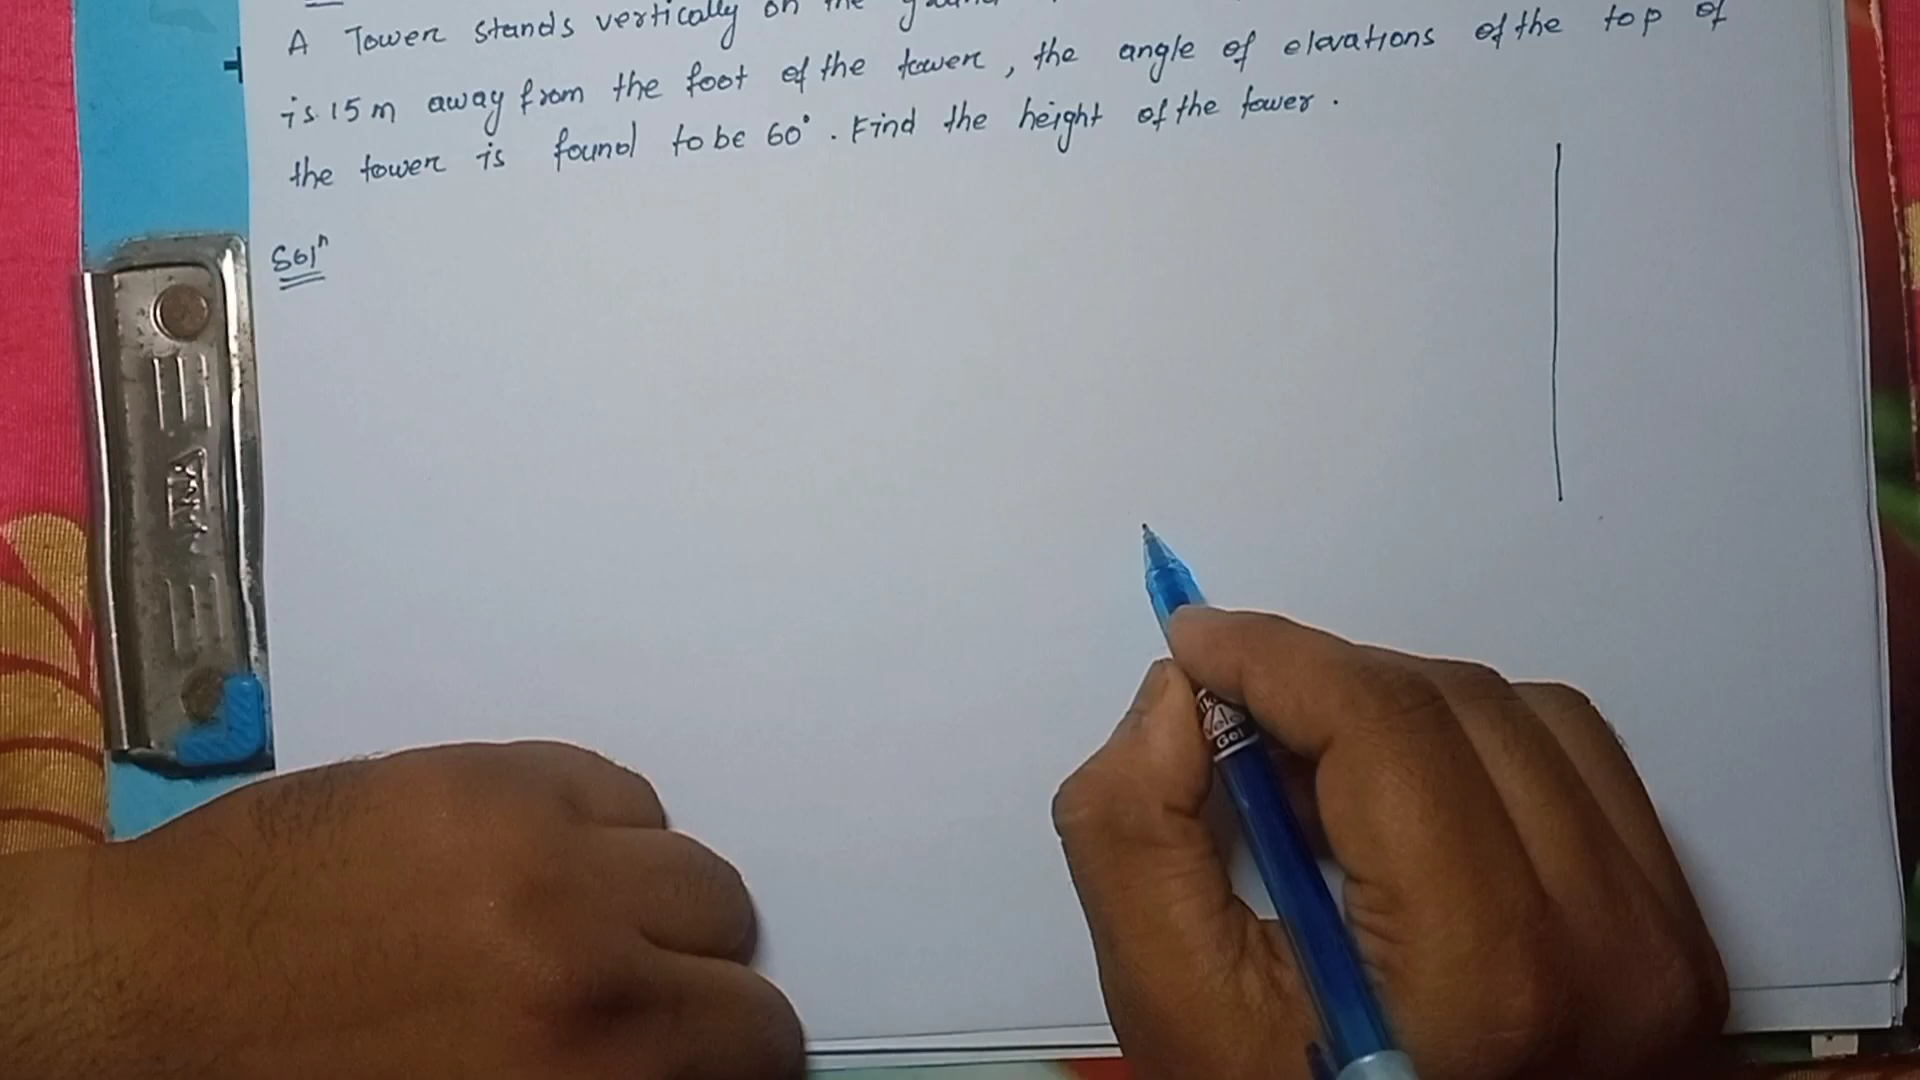 A Tower stands vertically on the
is 15 m away from the foot of the tower, the angle of elevations of the top of
the tower is found to be 60°. Find the height of the tower.
Solⁿ
Gel